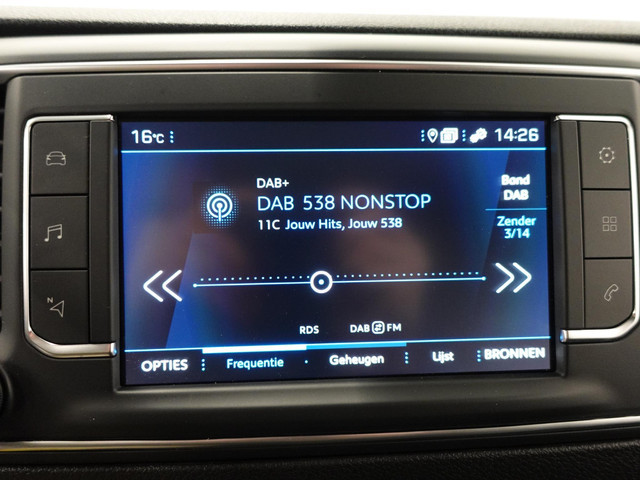 16°C
14:26
DAB+
DAB 538 NONSTOP
11C Jouw Hits, Jouw 538
Bond
DAB
Zender
3/14
N
RDS
DAB FM
OPTIES Frequentie Geheugen Lijst BRONNEN